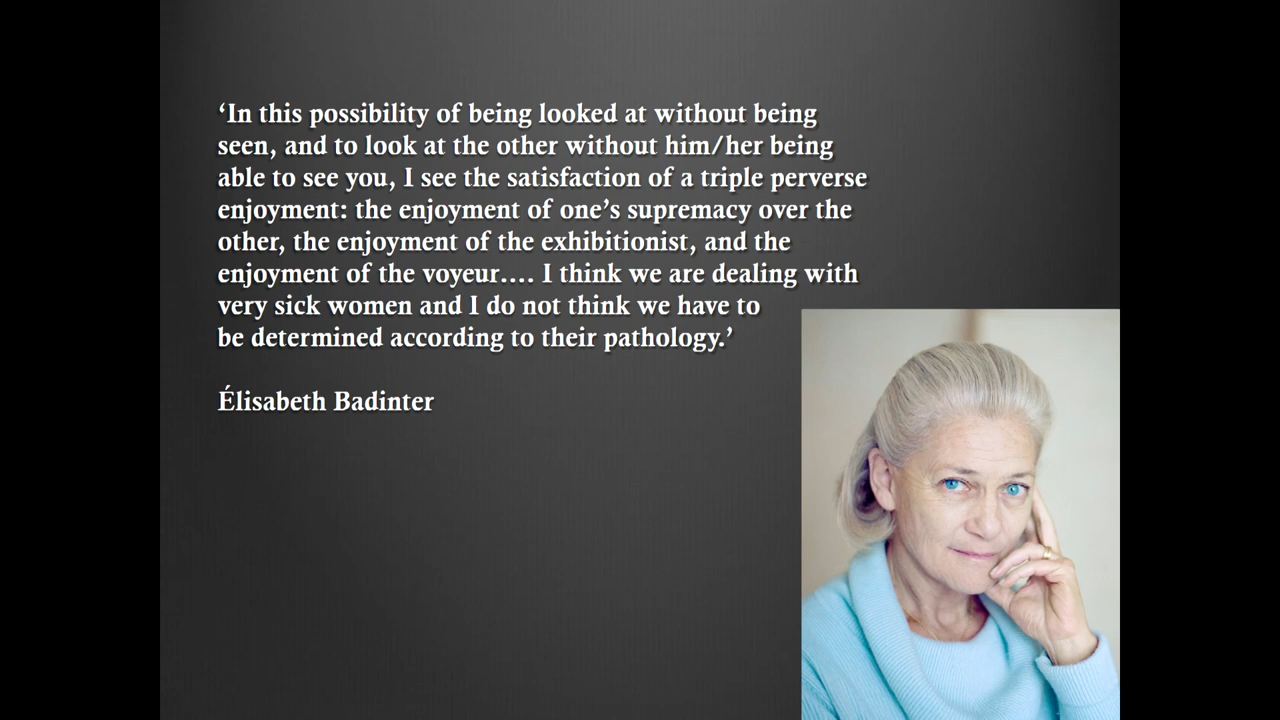 ‘In this possibility of being looked at without being
seen, and to look at the other without him/her being
able to see you, I see the satisfaction of a triple perverse
enjoyment: the enjoyment of one’s supremacy over the
other, the enjoyment of the exhibitionist, and the
enjoyment of the voyeur.... I think we are dealing with
very sick women and I do not think we have to
be determined according to their pathology.’
Élisabeth Badinter